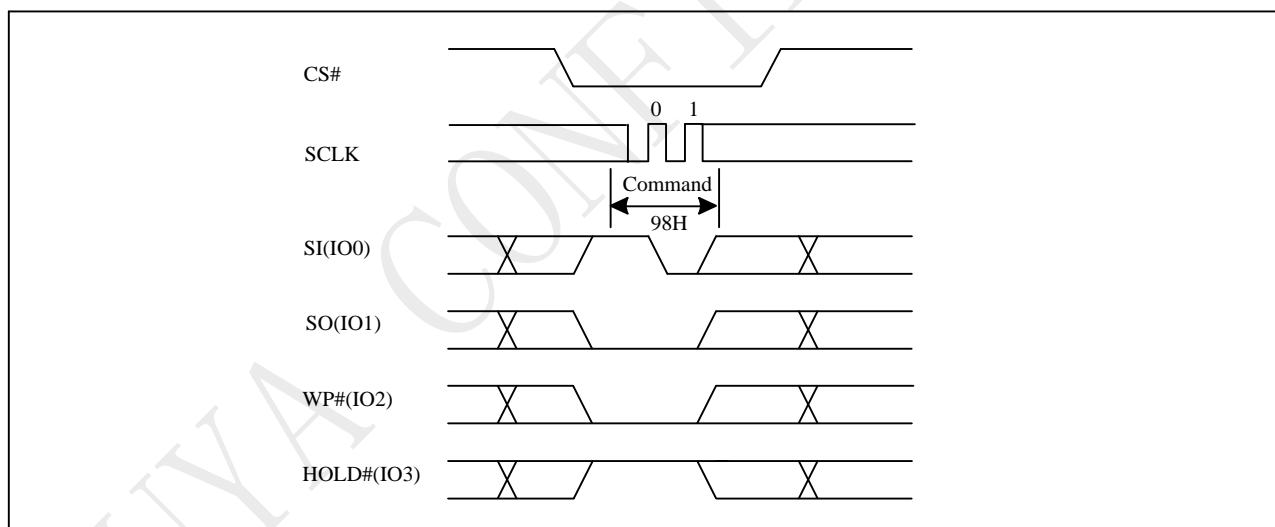 CS#
0 1
SCLK
Command
98H
SI(IO0)
SO(IO1)
WP#(IO2)
HOLD#(IO3)